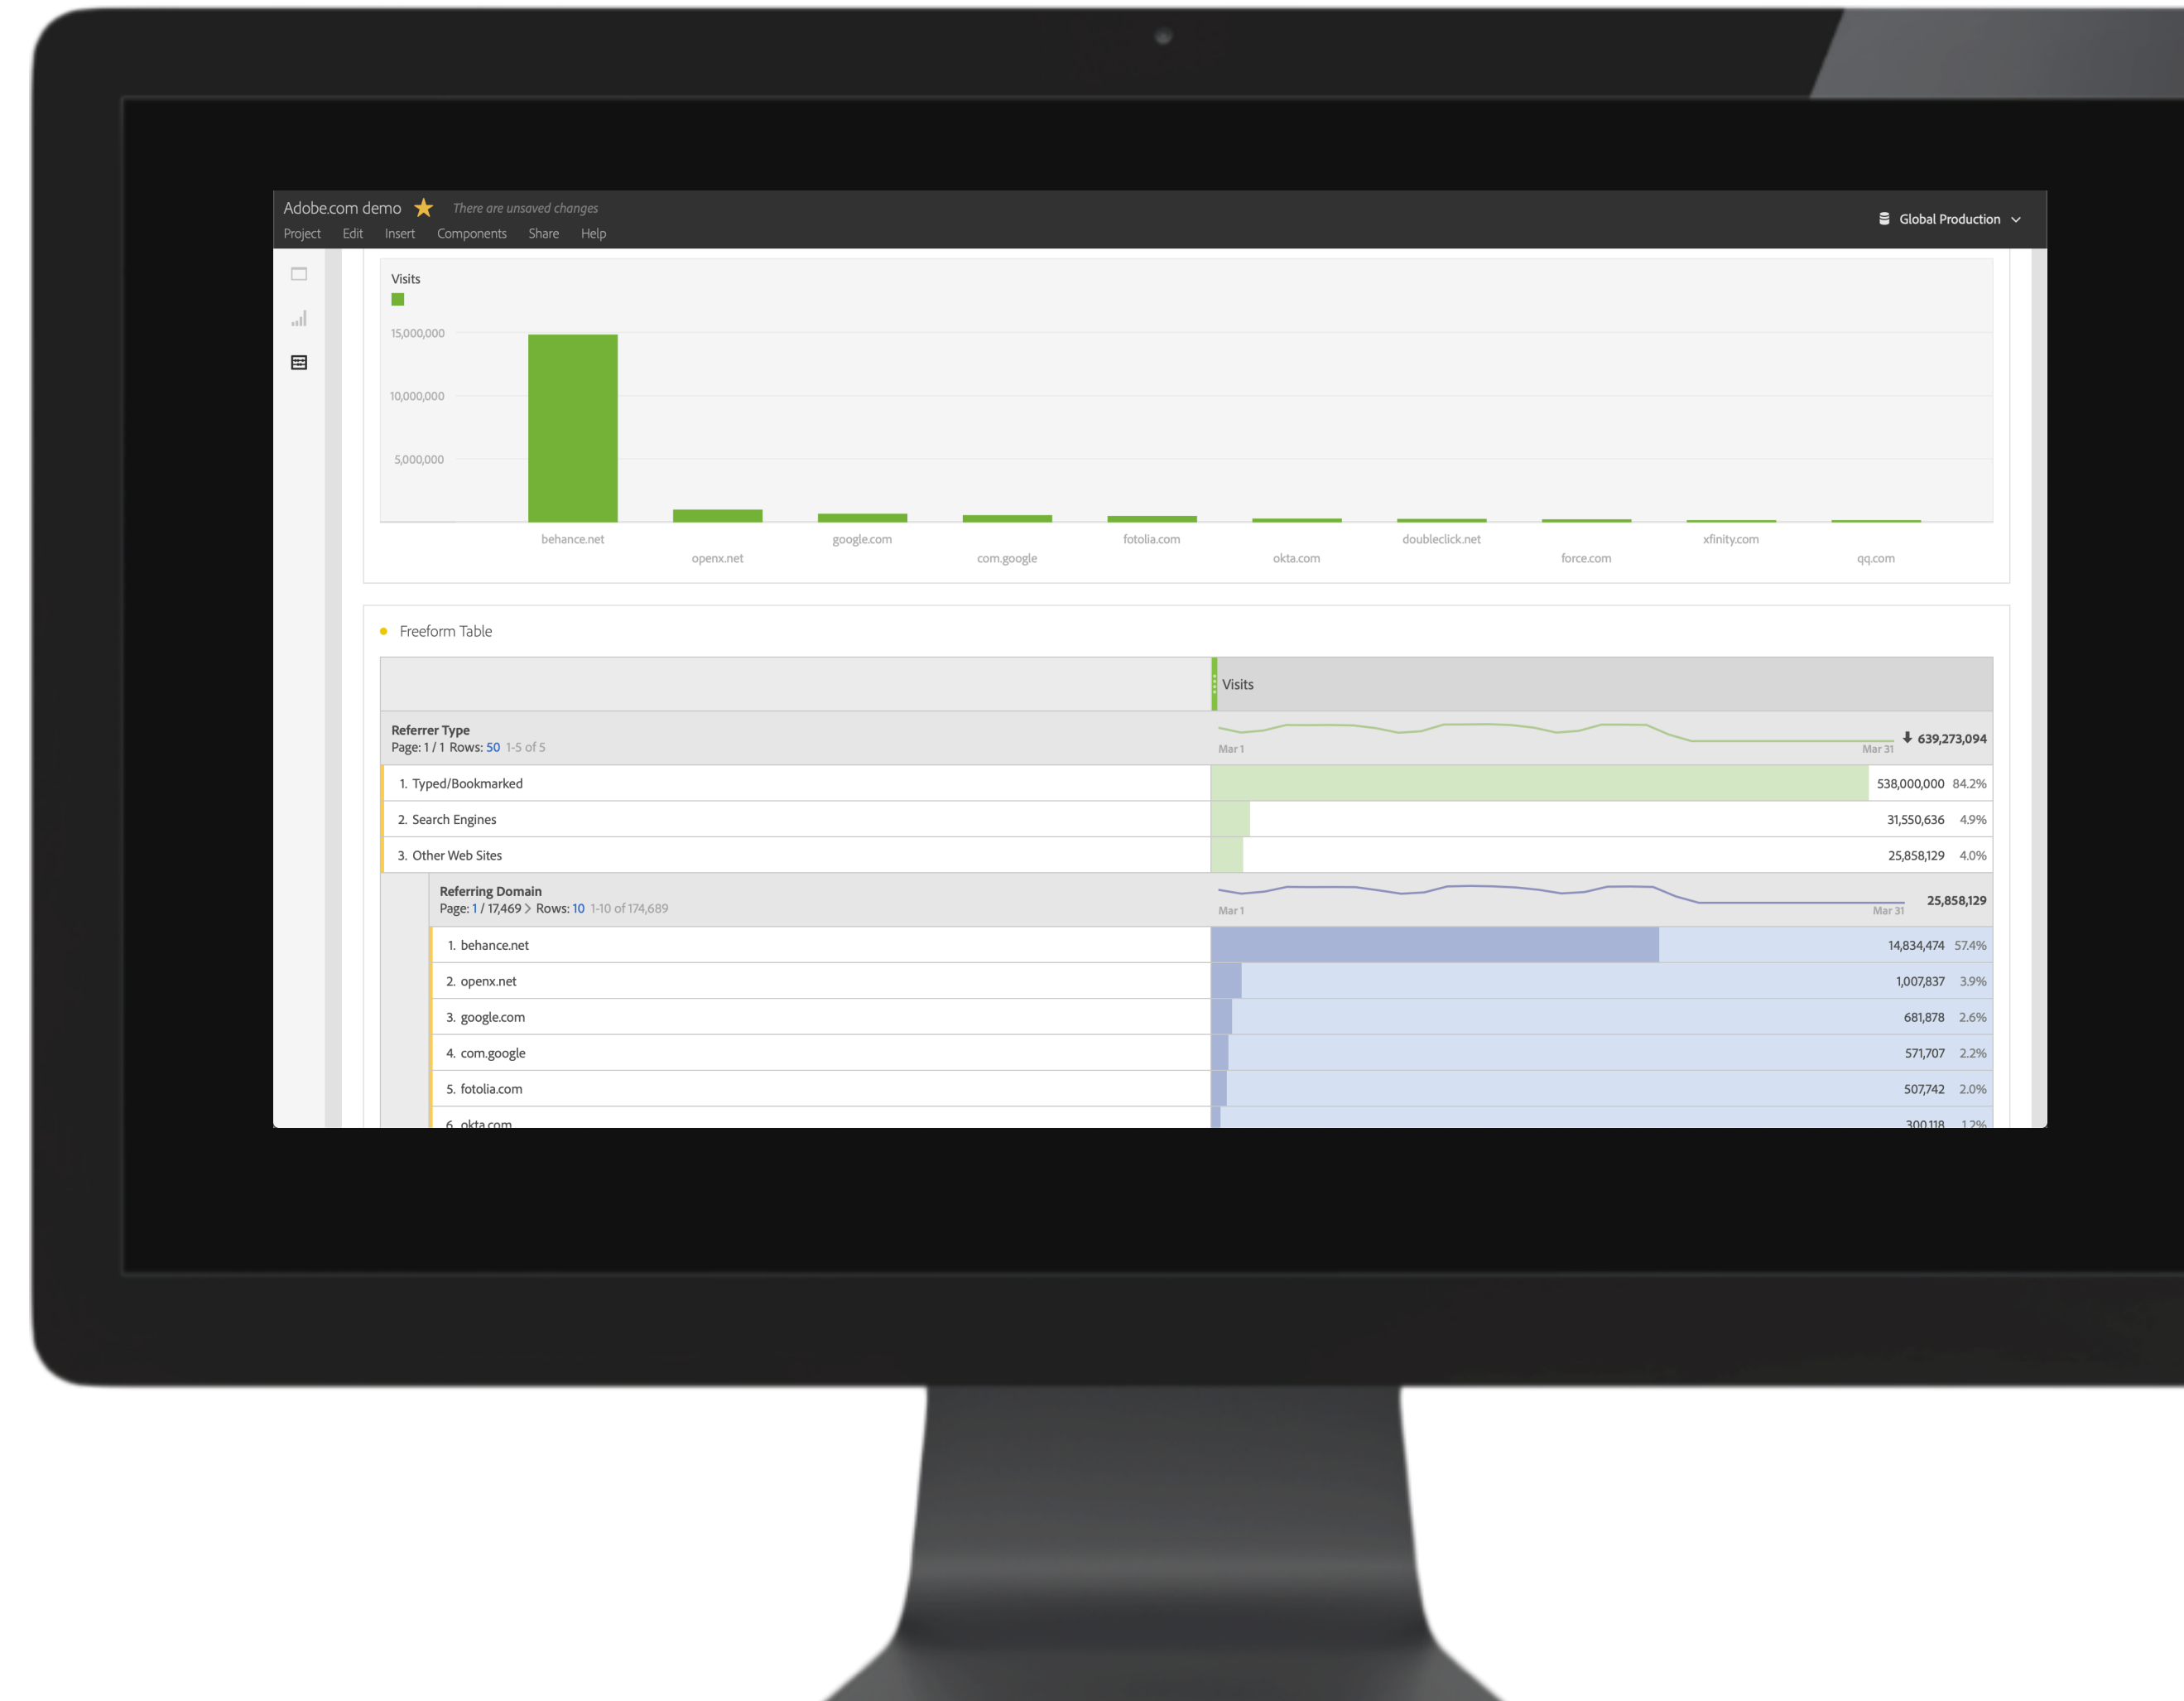 Adobe.com demo There are unsaved changes
Project Edit Insert Components Share Help
Global Production
Visits
15,000,000
10,000,000
5,000,000
behance.net
openx.net
google.com
com.google
fotolia.com
okta.com
doubleclick.net
force.com
xfinity.com
qq.com
Freeform Table
Visits
Referrer Type
Page: 1 / 1 Rows: 50 1-5 of 5
Mar 1
Mar 31
639,273,094
1. Typed/Bookmarked 538,000,000 84.2%
2. Search Engines 31,550,636 4.9%
3. Other Web Sites 25,858,129 4.0%
Referring Domain
Page: 1 / 17,469 > Rows: 10 1-10 of 174,689
Mar 1
Mar 31
25,858,129
1. behance.net 14,834,474 57.4%
2. openx.net 1,007,837 3.9%
3. google.com 681,878 2.6%
4. com.google 571,707 2.2%
5. fotolia.com 507,742 2.0%
6. okta.com 300,118 1.2%